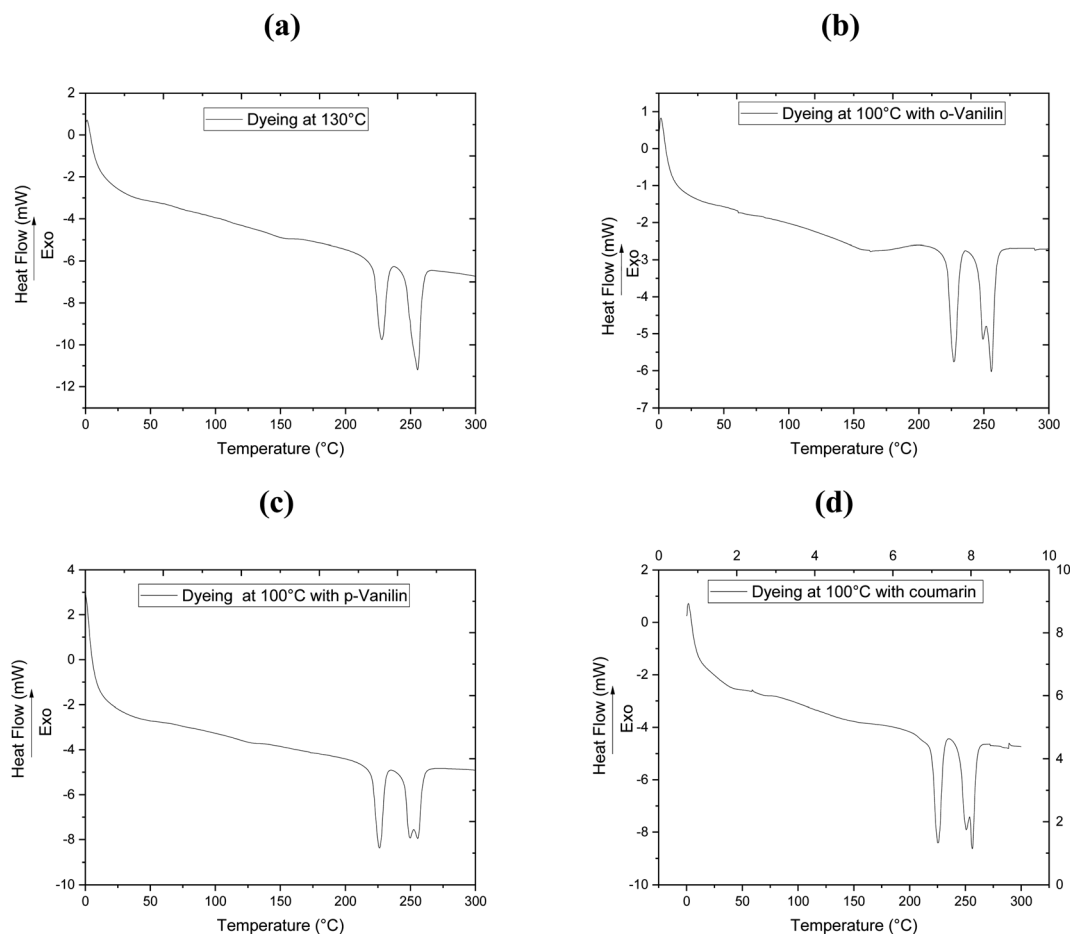 (a)
2
0
-2
-4
-6
-8
-10
-12
Heat Flow (mW)
Exo
Dyeing at 130°C
0 50 100 150 200 250 300
Temperature (°C)
(b)
1
0
-1
-2
-3
-4
-5
-6
-7
Heat Flow (mW)
Exo
Dyeing at 100°C with o-Vanilin
0 50 100 150 200 250 300
Temperature (°C)
(c)
4
2
0
-2
-4
-6
-8
-10
Heat Flow (mW)
Exo
Dyeing at 100°C with p-Vanilin
0 50 100 150 200 250 300
Temperature (°C)
(d)
0 2 4 6 8 10
2
0
-2
-4
-6
-8
-10
Heat Flow (mW)
Exo
Dyeing at 100°C with coumarin
10
8
6
4
2
0
0 50 100 150 200 250 300
Temperature (°C)